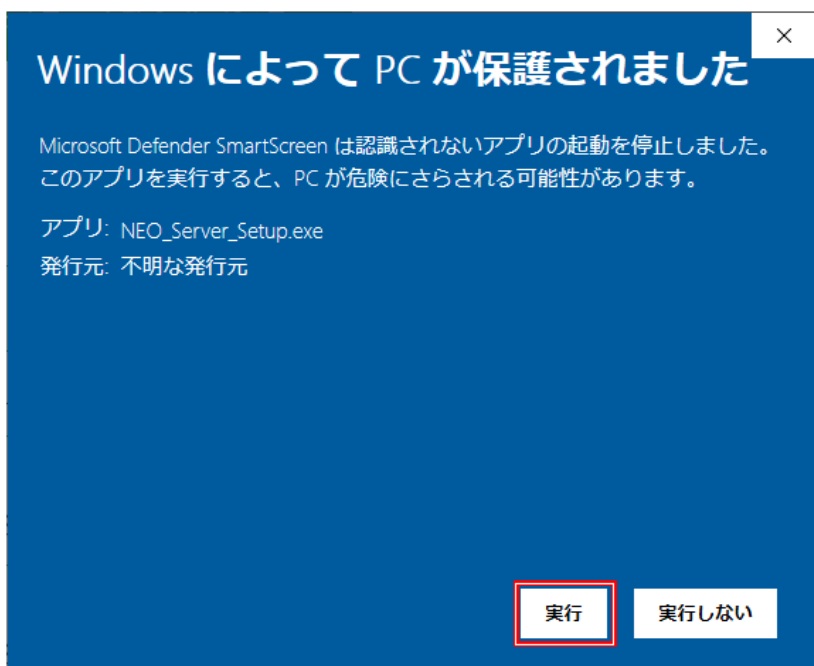 Windows によって PC が保護されました
Microsoft Defender SmartScreen は認識されないアプリの起動を停止しました。
このアプリを実行すると、PC が危険にさらされる可能性があります。
アプリ: NEO_Server_Setup.exe
発行元: 不明な発行元
実行 実行しない